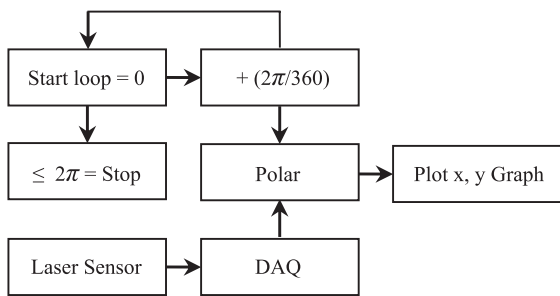 Start loop = 0
+ (2π/360)
≤ 2π = Stop
Polar
Plot x, y Graph
Laser Sensor
DAQ